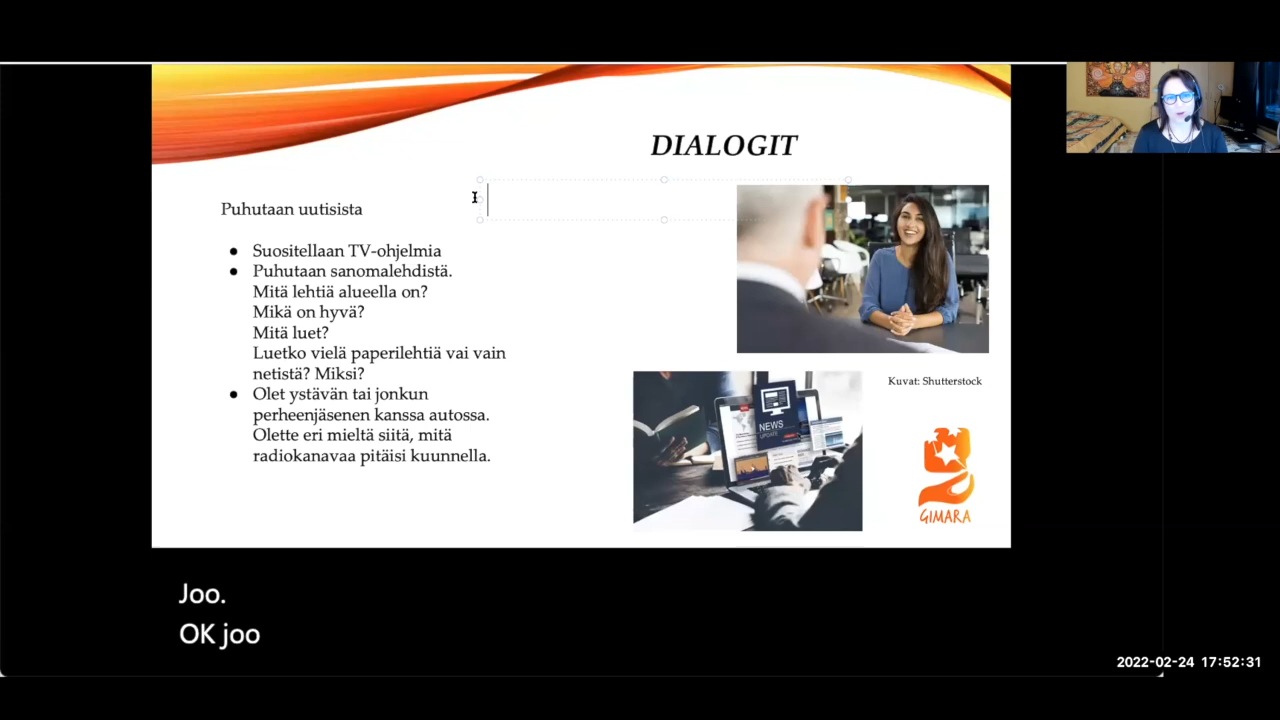 DIALOGIT
Puhutaan uutisista
● Suositellaan TV-ohjelmia
● Puhutaan sanomalehdistä.
Mitä lehtiä alueella on?
Mikä on hyvä?
Mitä luet?
Luetko vielä paperilehtiä vai vain
netistä? Miksi?
● Olet ystävän tai jonkun
perheenjäsenen kanssa autossa.
Olette eri mieltä siitä, mitä
radiokanavaa pitäisi kuunnella.
NEWS
UPDATE
Kuvat: Shutterstock
GIMARA
Joo.
OK joo
2022-02-24 17:52:31